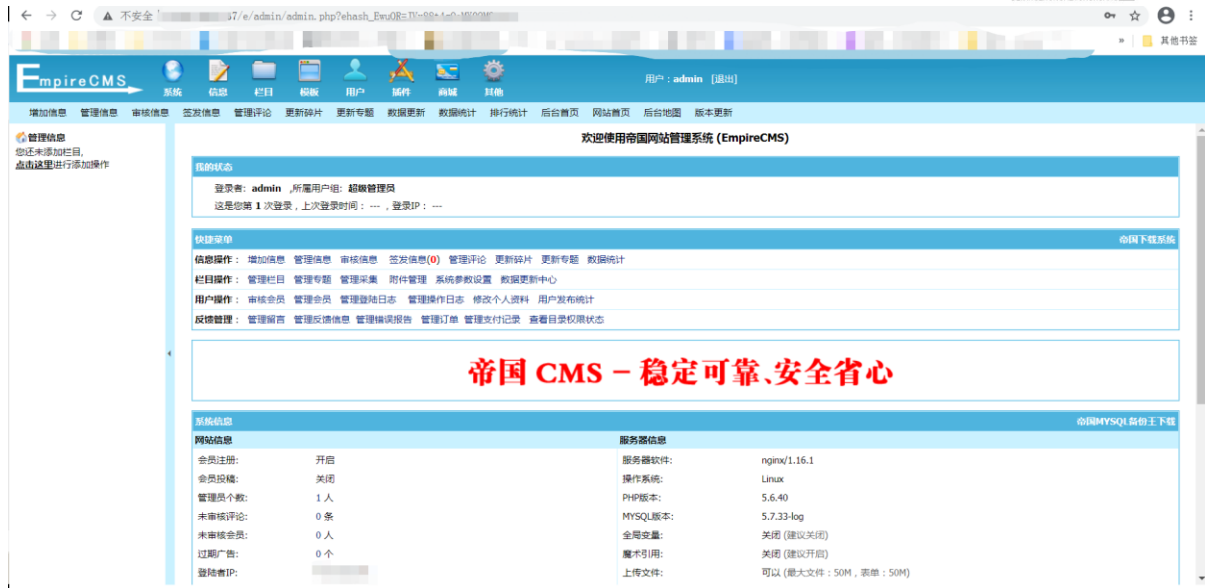 不安全 67/e/admin/admin.php?ehash_
其他书签
EmpireCMS
系统 信息 栏目 模板 用户 插件 商城 其他
用户：admin [退出]
增加信息 管理信息 审核信息 签发信息 管理评论 更新碎片 更新专题 数据更新 数据统计 排行统计 后台首页 网站首页 后台地图 版本更新
管理信息
您还未添加栏目,
点击这里进行添加操作
欢迎使用帝国网站管理系统 (EmpireCMS)
我的状态
登录者: admin ,所属用户组: 超级管理员
这是您第 1 次登录，上次登录时间： --- ，登录IP： ---
快捷菜单 帝国下载系统
信息操作： 增加信息 管理信息 审核信息 签发信息(0) 管理评论 更新碎片 更新专题 数据统计
栏目操作： 管理栏目 管理专题 管理采集 附件管理 系统参数设置 数据更新中心
用户操作： 审核会员 管理会员 管理登陆日志 管理操作日志 修改个人资料 用户发布统计
反馈管理： 管理留言 管理反馈信息 管理错误报告 管理订单 管理支付记录 查看目录权限状态
帝国 CMS － 稳定可靠、安全省心
系统信息 帝国MYSQL备份王下载
网站信息 服务器信息
会员注册: 开启 服务器软件: nginx/1.16.1
会员投稿: 关闭 操作系统: Linux
管理员个数: 1 人 PHP版本: 5.6.40
未审核评论: 0 条 MYSQL版本: 5.7.33-log
未审核会员: 0 人 全局变量: 关闭 (建议关闭)
过期广告: 0 个 魔术引用: 关闭 (建议开启)
登陆者IP: 上传文件: 可以 (最大文件：50M，表单：50M)